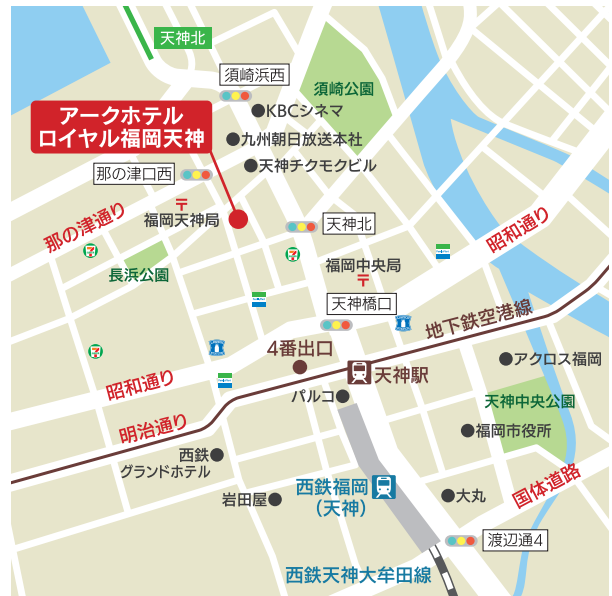 天神北
須崎浜西
須崎公園
KBCシネマ
アークホテル
ロイヤル福岡天神
九州朝日放送本社
天神チクモクビル
那の津口西
那の津通り
福岡天神局
天神北
昭和通り
長浜公園
福岡中央局
天神橋口
地下鉄空港線
4番出口
天神駅
アクロス福岡
昭和通り
パルコ
天神中央公園
明治通り
福岡市役所
西鉄
グランドホテル
西鉄福岡
(天神)
岩田屋
大丸
国体道路
渡辺通4
西鉄天神大牟田線